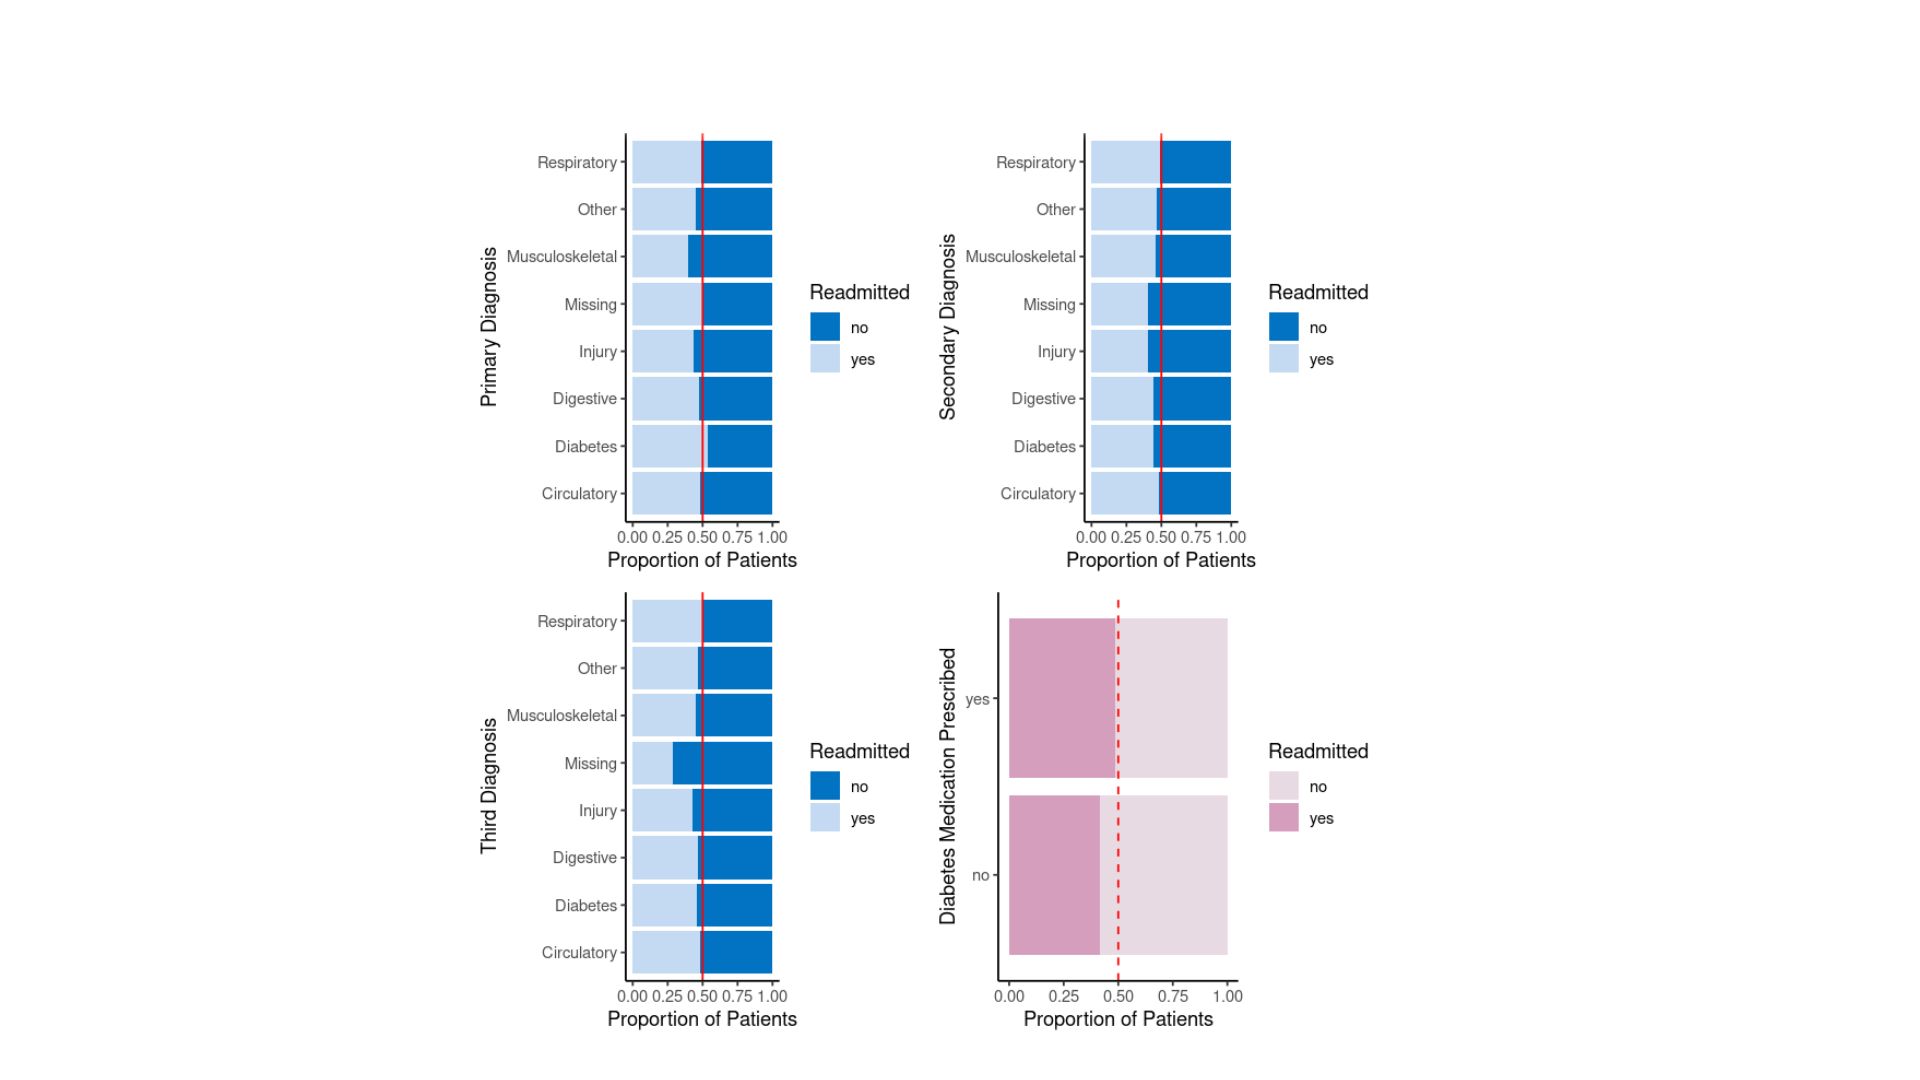 Primary Diagnosis
Respiratory
Other
Musculoskeletal
Missing
Injury
Digestive
Diabetes
Circulatory
0.00 0.25 0.50 0.75 1.00
Proportion of Patients
Readmitted
no
yes
Secondary Diagnosis
Respiratory
Other
Musculoskeletal
Missing
Injury
Digestive
Diabetes
Circulatory
0.00 0.25 0.50 0.75 1.00
Proportion of Patients
Readmitted
no
yes
Third Diagnosis
Respiratory
Other
Musculoskeletal
Missing
Injury
Digestive
Diabetes
Circulatory
0.00 0.25 0.50 0.75 1.00
Proportion of Patients
Readmitted
no
yes
Diabetes Medication Prescribed
yes
no
0.00 0.25 0.50 0.75 1.00
Proportion of Patients
Readmitted
no
yes